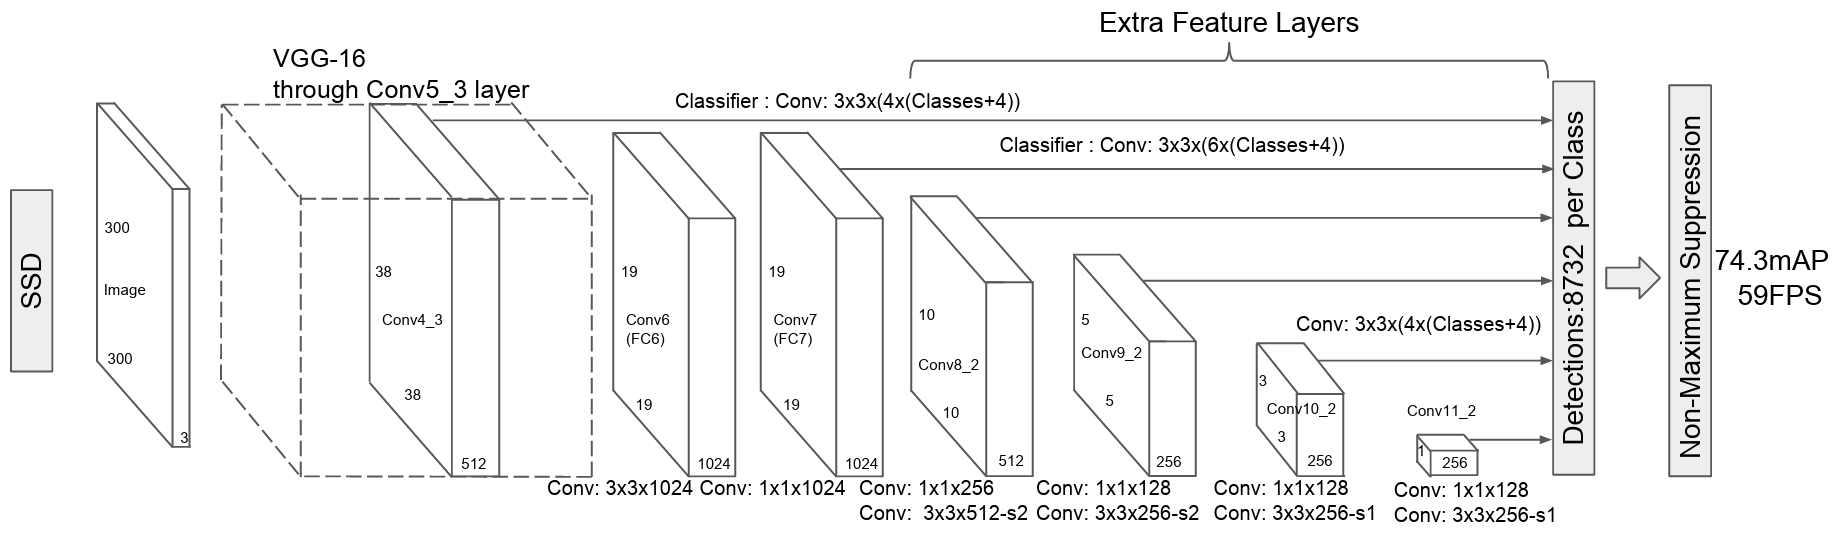 Extra Feature Layers
VGG-16
through Conv5_3 layer
Classifier : Conv: 3x3x(4x(Classes+4))
Classifier : Conv: 3x3x(6x(Classes+4))
SSD
300
Image
300
3
38
Conv4_3
38
512
19
Conv6
(FC6)
19
1024
19
Conv7
(FC7)
19
1024
10
Conv8_2
10
512
5
Conv9_2
5
256
Conv: 3x3x(4x(Classes+4))
3
Conv10_2
3
256
Conv11_2
1
256
Detections:8732 per Class
Non-Maximum Suppression
74.3mAP
59FPS
Conv: 3x3x1024
Conv: 1x1x1024
Conv: 1x1x256
Conv: 3x3x512-s2
Conv: 1x1x128
Conv: 3x3x256-s2
Conv: 1x1x128
Conv: 3x3x256-s1
Conv: 1x1x128
Conv: 3x3x256-s1